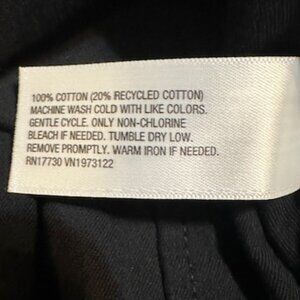 100% COTTON (20% RECYCLED COTTON)
MACHINE WASH COLD WITH LIKE COLORS.
GENTLE CYCLE. ONLY NON-CHLORINE
BLEACH IF NEEDED. TUMBLE DRY LOW.
REMOVE PROMPTLY. WARM IRON IF NEEDED.
RN17730 VN1973122